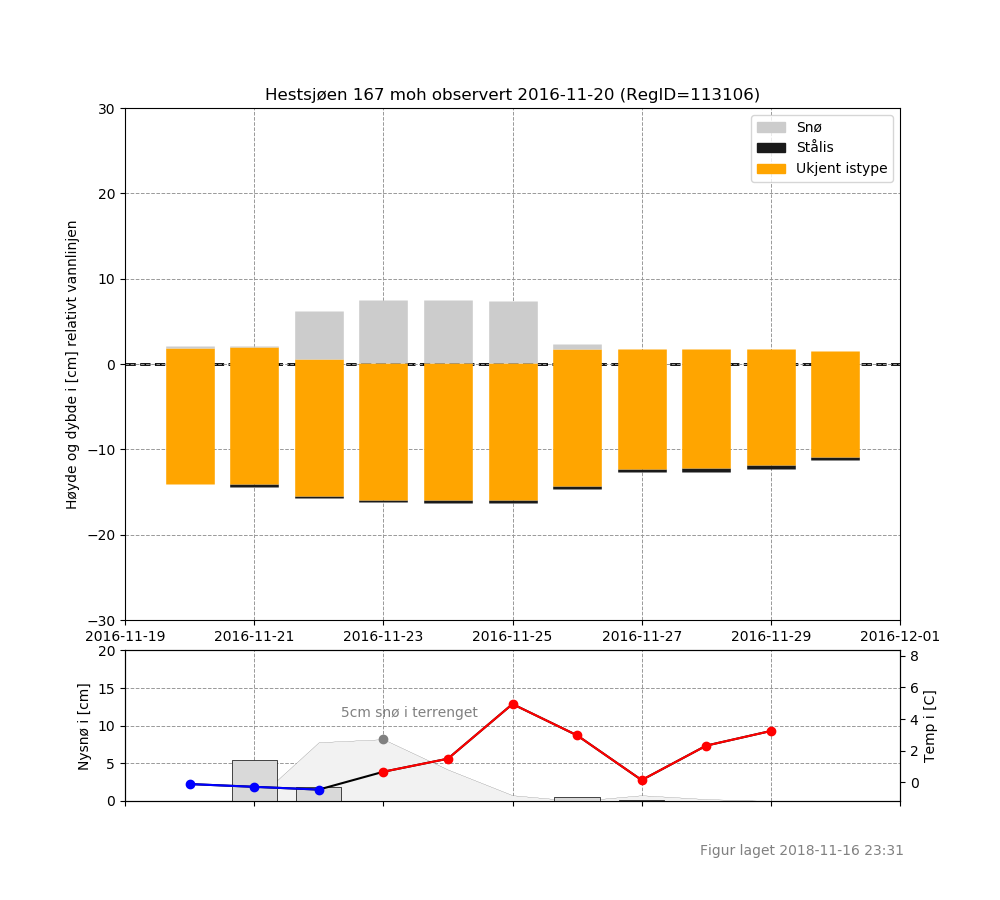 Hestsjøen 167 moh observert 2016-11-20 (RegID=113106)
Høyde og dybde i [cm] relativt vannlinjen
30
20
10
0
−10
−20
−30
Snø
Stålis
Ukjent istype
2016-11-19 2016-11-21 2016-11-23 2016-11-25 2016-11-27 2016-11-29 2016-12-01
Nysnø i [cm]
20
15
10
5
0
5cm snø i terrenget
8
6
4
2
0
Temp i [C]
Figur laget 2018-11-16 23:31